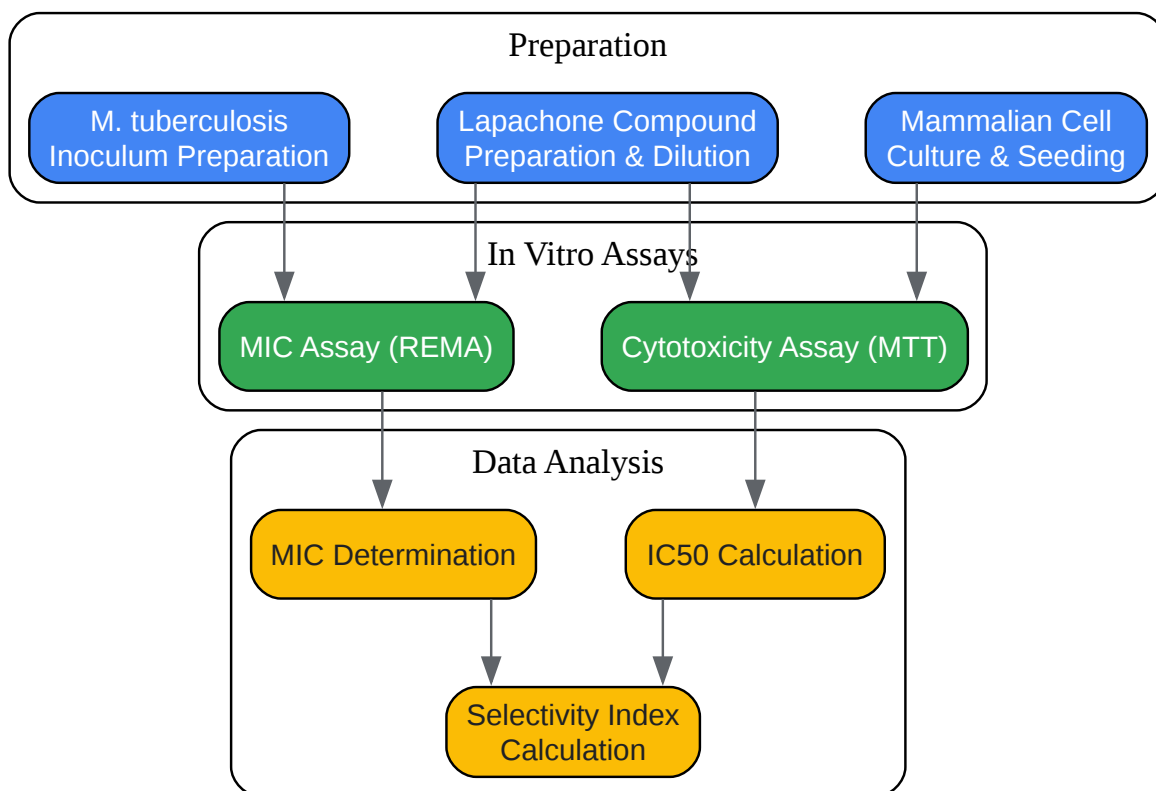 Preparation
M. tuberculosis
Inoculum Preparation
Lapachone Compound
Preparation & Dilution
Mammalian Cell
Culture & Seeding
In Vitro Assays
MIC Assay (REMA)
Cytotoxicity Assay (MTT)
Data Analysis
MIC Determination
IC50 Calculation
Selectivity Index
Calculation